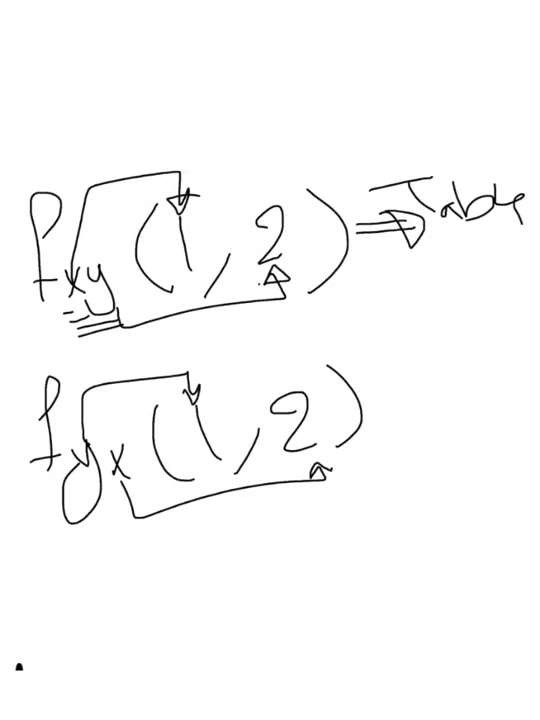 fxy (1, 2) ⇒ Table
fyx (1, 2)